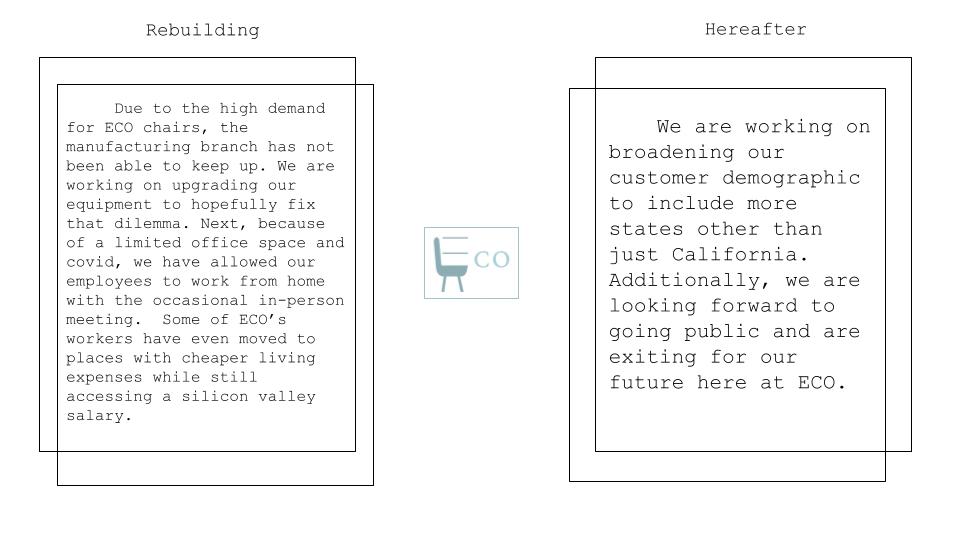 Rebuilding
Due to the high demand
for ECO chairs, the
manufacturing branch has not
been able to keep up. We are
working on upgrading our
equipment to hopefully fix
that dilemma. Next, because
of a limited office space and
covid, we have allowed our
employees to work from home
with the occasional in-person
meeting.  Some of ECO’s
workers have even moved to
places with cheaper living
expenses while still
accessing a silicon valley
salary.
CO
Hereafter
We are working on
broadening our
customer demographic
to include more
states other than
just California.
Additionally, we are
looking forward to
going public and are
exiting for our
future here at ECO.